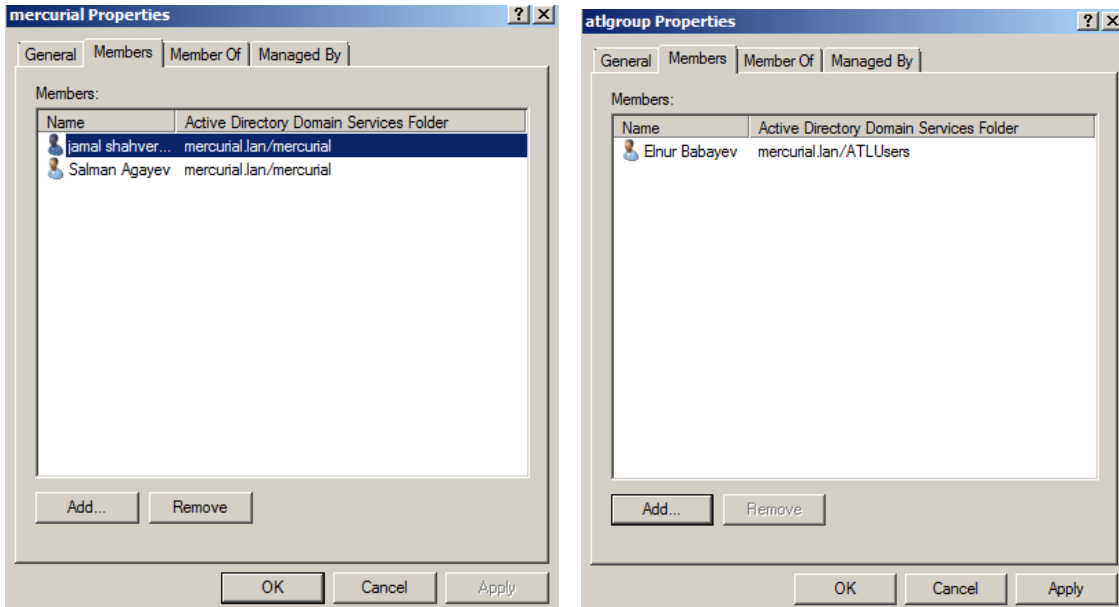 mercurial Properties
General Members Member Of Managed By
Members:
Name Active Directory Domain Services Folder
jamal shahver... mercurial.lan/mercurial
Salman Agayev mercurial.lan/mercurial
Add... Remove
OK Cancel Apply
atlgroup Properties
General Members Member Of Managed By
Members:
Name Active Directory Domain Services Folder
Elnur Babayev mercurial.lan/ATLUsers
Add... Remove
OK Cancel Apply